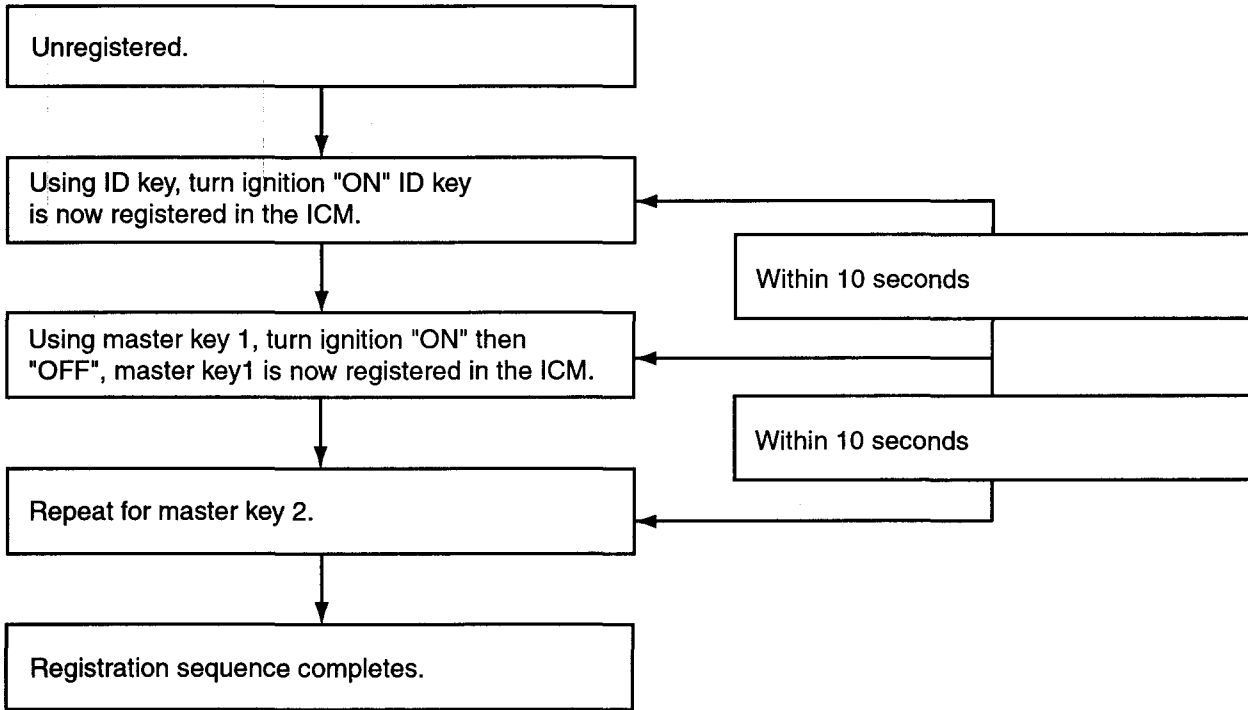 Unregistered.
Using ID key, turn ignition "ON" ID key
is now registered in the ICM.
Within 10 seconds
Using master key 1, turn ignition "ON" then
"OFF", master key1 is now registered in the ICM.
Within 10 seconds
Repeat for master key 2.
Registration sequence completes.